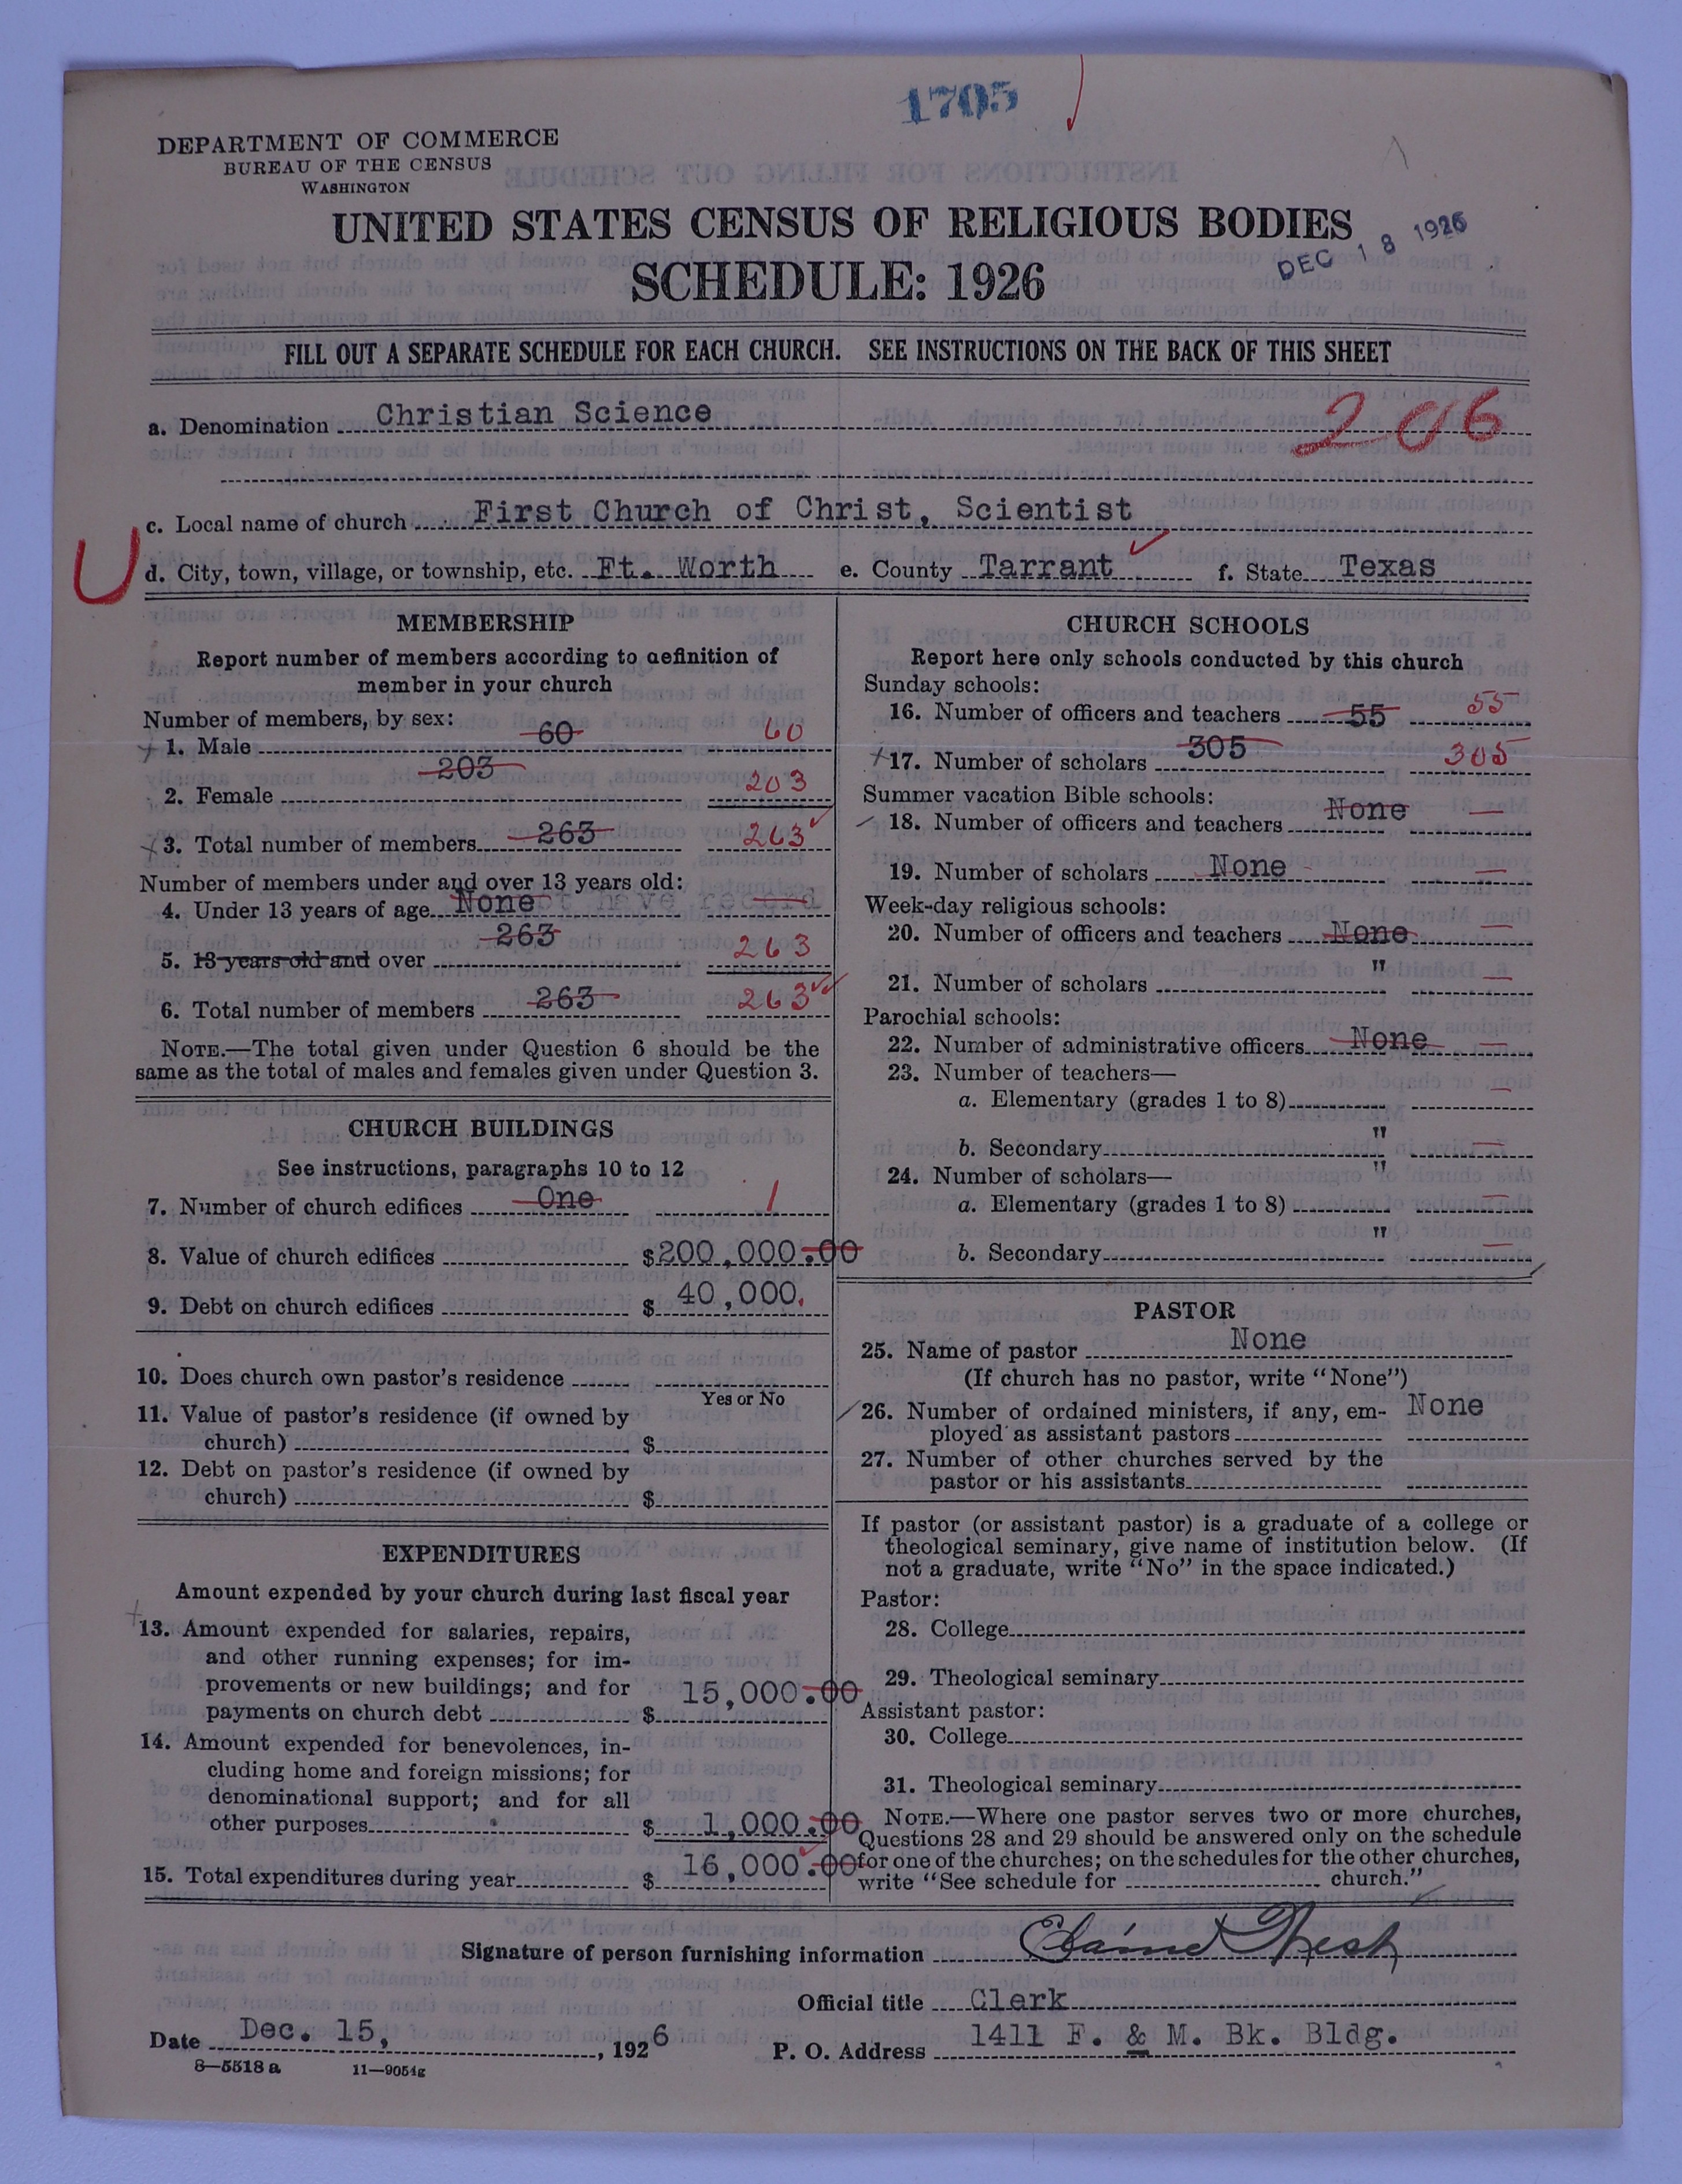 1705
DEPARTMENT OF COMMERCE
BUREAU OF THE CENSUS
WASHINGTON
UNITED STATES CENSUS OF RELIGIOUS BODIES
SCHEDULE: 1926
DEC 18 1926
FILL OUT A SEPARATE SCHEDULE FOR EACH CHURCH. SEE INSTRUCTIONS ON THE BACK OF THIS SHEET
a. Denomination Christian Science 206
c. Local name of church First Church of Christ, Scientist
U
d. City, town, village, or township, etc. Ft. Worth e. County Tarrant f. State Texas
MEMBERSHIP
Report number of members according to definition of
member in your church
Number of members, by sex:
1. Male 60 60
2. Female 203 203
3. Total number of members 263 263
Number of members under and over 13 years old:
4. Under 13 years of age None —
5. 13 years old and over 263 263
6. Total number of members 263 263
NOTE.—The total given under Question 6 should be the
same as the total of males and females given under Question 3.
CHURCH BUILDINGS
See instructions, paragraphs 10 to 12
7. Number of church edifices One 1
8. Value of church edifices $200,000.00
9. Debt on church edifices $ 40,000.
10. Does church own pastor's residence
Yes or No
11. Value of pastor's residence (if owned by
church) $
12. Debt on pastor's residence (if owned by
church) $
EXPENDITURES
Amount expended by your church during last fiscal year
13. Amount expended for salaries, repairs,
and other running expenses; for im-
provements or new buildings; and for
payments on church debt $ 15,000.00
14. Amount expended for benevolences, in-
cluding home and foreign missions; for
denominational support; and for all
other purposes $ 1,000.00
15. Total expenditures during year $ 16,000.00
CHURCH SCHOOLS
Report here only schools conducted by this church
Sunday schools:
16. Number of officers and teachers 55 55
17. Number of scholars 305 305
Summer vacation Bible schools:
18. Number of officers and teachers None —
19. Number of scholars None —
Week-day religious schools:
20. Number of officers and teachers None —
21. Number of scholars " —
Parochial schools:
22. Number of administrative officers None —
23. Number of teachers—
a. Elementary (grades 1 to 8) —
b. Secondary " —
24. Number of scholars— "
a. Elementary (grades 1 to 8) —
b. Secondary " —
PASTOR
25. Name of pastor None
(If church has no pastor, write "None")
26. Number of ordained ministers, if any, em- None
ployed as assistant pastors
27. Number of other churches served by the
pastor or his assistants
If pastor (or assistant pastor) is a graduate of a college or
theological seminary, give name of institution below. (If
not a graduate, write "No" in the space indicated.)
Pastor:
28. College
29. Theological seminary
Assistant pastor:
30. College
31. Theological seminary
NOTE.—Where one pastor serves two or more churches,
Questions 28 and 29 should be answered only on the schedule
for one of the churches; on the schedules for the other churches,
write "See schedule for church."
Signature of person furnishing information
Official title Clerk
Date Dec. 15, , 1926
P. O. Address 1411 F. & M. Bk. Bldg.
8—5518 a 11—9054g